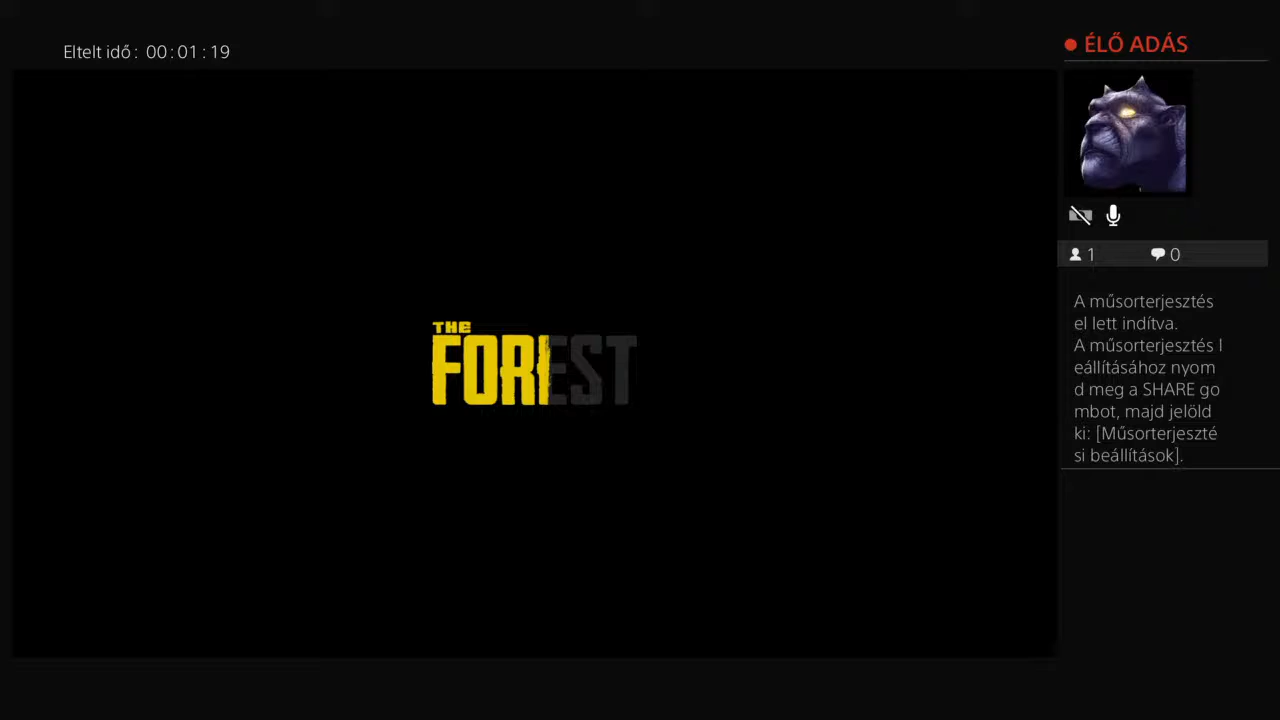 Eltelt idő: 00:01:19
ÉLŐ ADÁS
1
0
A műsorterjesztés
el lett indítva.
A műsorterjesztés l
eállításához nyom
d meg a SHARE go
mbot, majd jelöld
ki: [Műsorterjeszté
si beállítások].
THE
FOREST